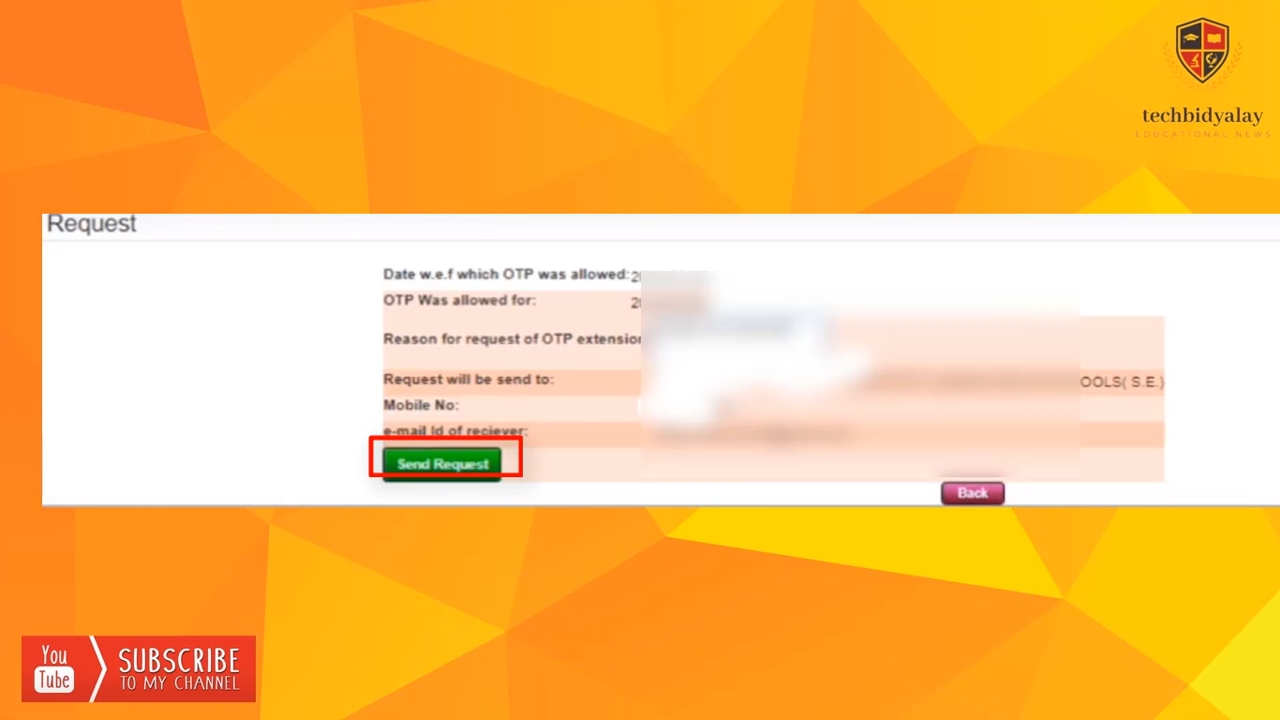 techbidyalay
EDUCATIONAL NEWS
Request
Date w.e.f which OTP was allowed:
OTP Was allowed for:
Reason for request of OTP extension
Request will be send to: OOLS( S.E.)
Mobile No:
e-mail Id of reciever:
Send Request
Back
You
Tube
SUBSCRIBE
TO MY CHANNEL